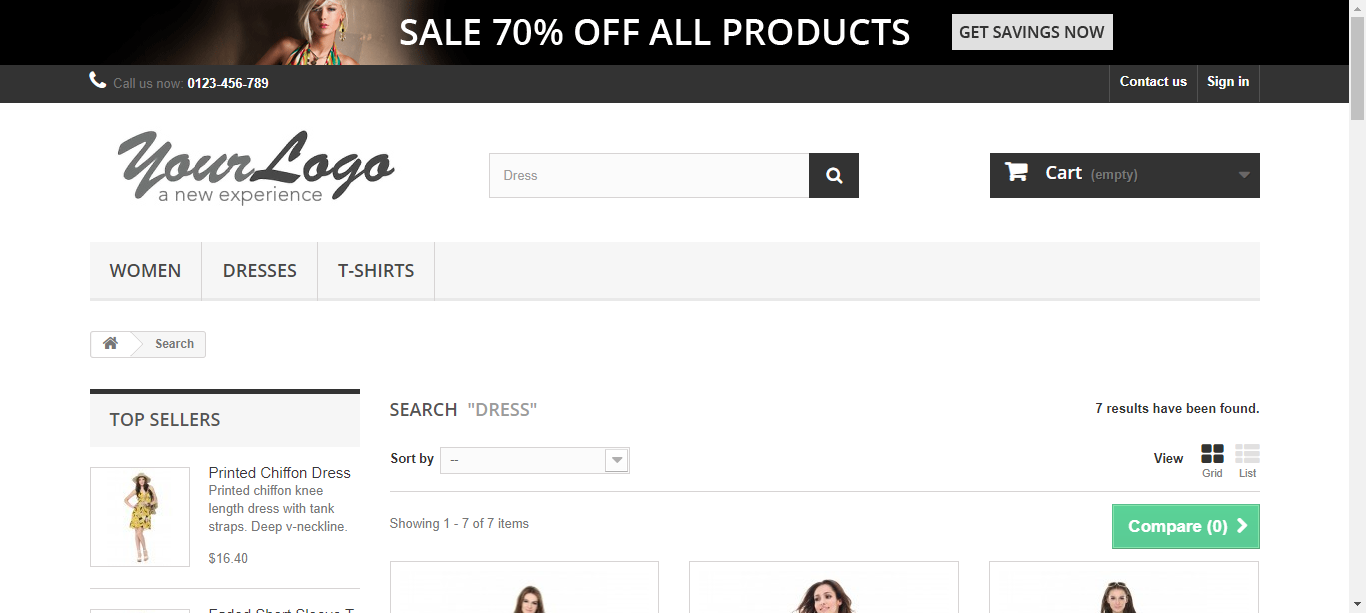 SALE 70% OFF ALL PRODUCTS GET SAVINGS NOW
Call us now: 0123-456-789 Contact us Sign in
YourLogo
a new experience
Dress
Cart (empty)
WOMEN DRESSES T-SHIRTS
Search
TOP SELLERS
Printed Chiffon Dress
Printed chiffon knee
length dress with tank
straps. Deep v-neckline.
$16.40
SEARCH "DRESS" 7 results have been found.
Sort by -- View Grid List
Showing 1 - 7 of 7 items Compare (0)